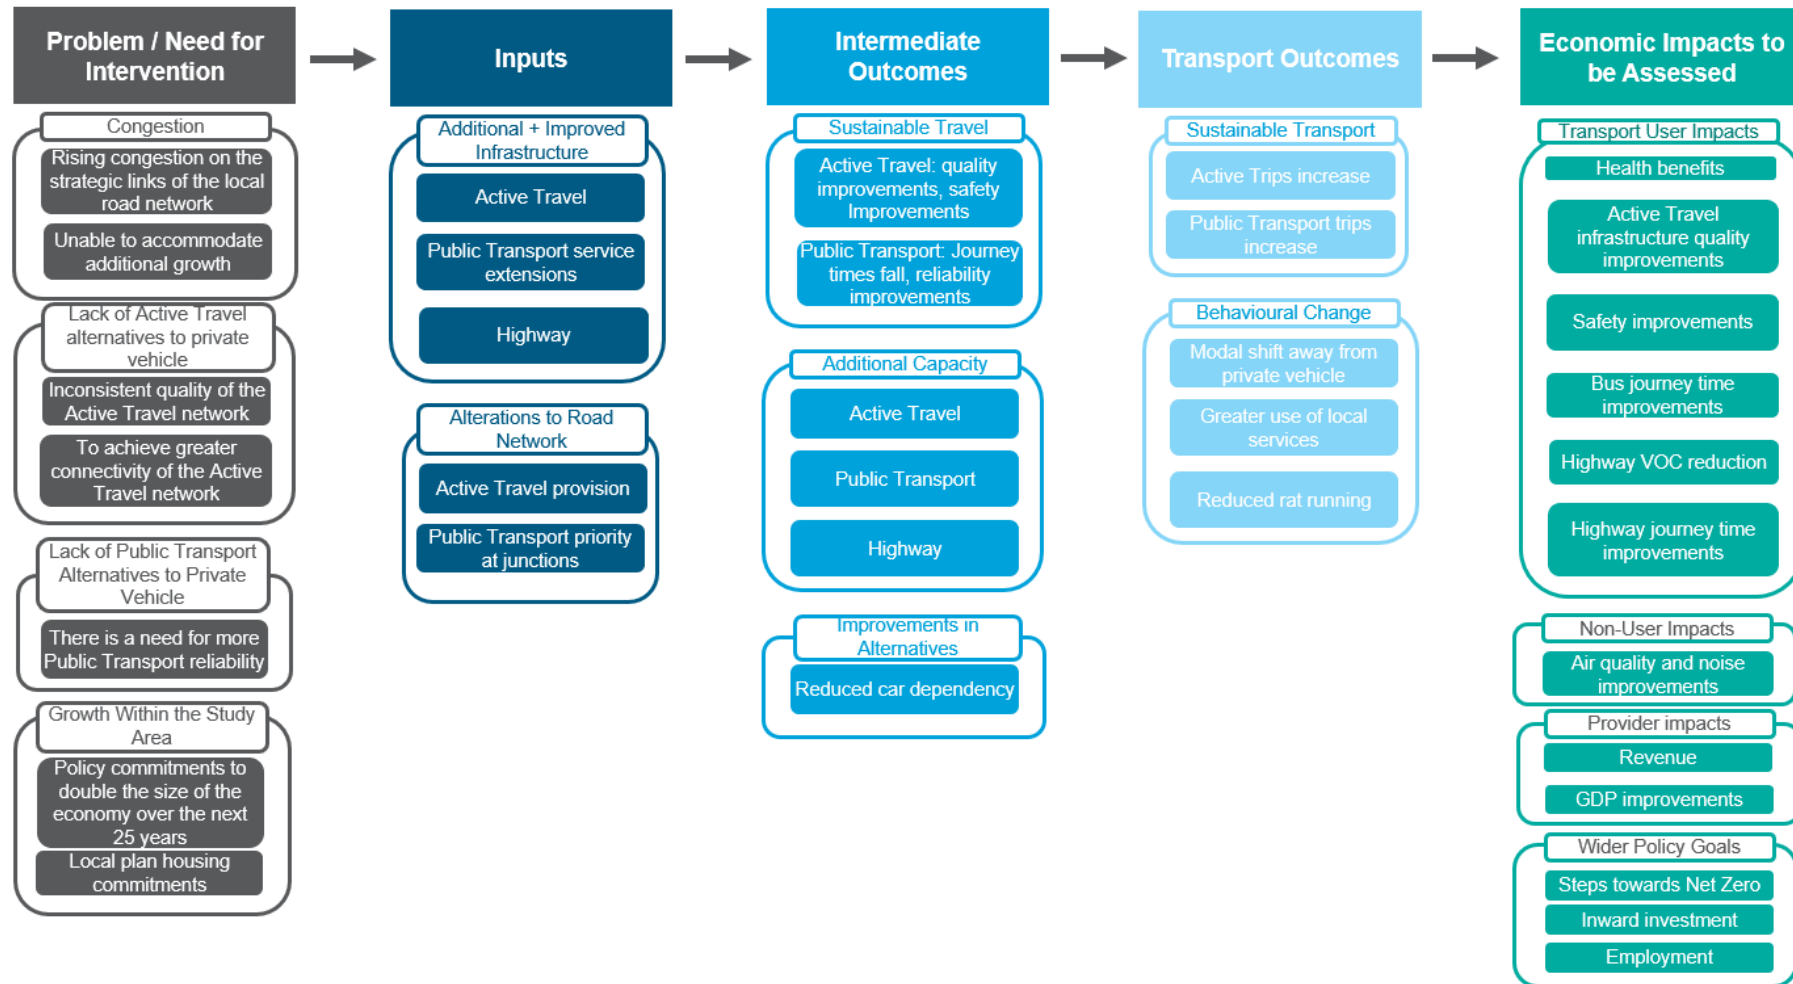 Problem / Need for
Intervention
Inputs
Intermediate
Outcomes
Transport Outcomes
Economic Impacts to
be Assessed
Congestion
Rising congestion on the
strategic links of the local
road network
Unable to accommodate
additional growth
Lack of Active Travel
alternatives to private
vehicle
Inconsistent quality of the
Active Travel network
To achieve greater
connectivity of the Active
Travel network
Lack of Public Transport
Alternatives to Private
Vehicle
There is a need for more
Public Transport reliability
Growth Within the Study
Area
Policy commitments to
double the size of the
economy over the next
25 years
Local plan housing
commitments
Additional + Improved
Infrastructure
Active Travel
Public Transport service
extensions
Highway
Alterations to Road
Network
Active Travel provision
Public Transport priority
at junctions
Sustainable Travel
Active Travel: quality
improvements, safety
Improvements
Public Transport: Journey
times fall, reliability
improvements
Additional Capacity
Active Travel
Public Transport
Highway
Improvements in
Alternatives
Reduced car dependency
Sustainable Transport
Active Trips increase
Public Transport trips
increase
Behavioural Change
Modal shift away from
private vehicle
Greater use of local
services
Reduced rat running
Transport User Impacts
Health benefits
Active Travel
infrastructure quality
improvements
Safety improvements
Bus journey time
improvements
Highway VOC reduction
Highway journey time
improvements
Non-User Impacts
Air quality and noise
improvements
Provider impacts
Revenue
GDP improvements
Wider Policy Goals
Steps towards Net Zero
Inward investment
Employment